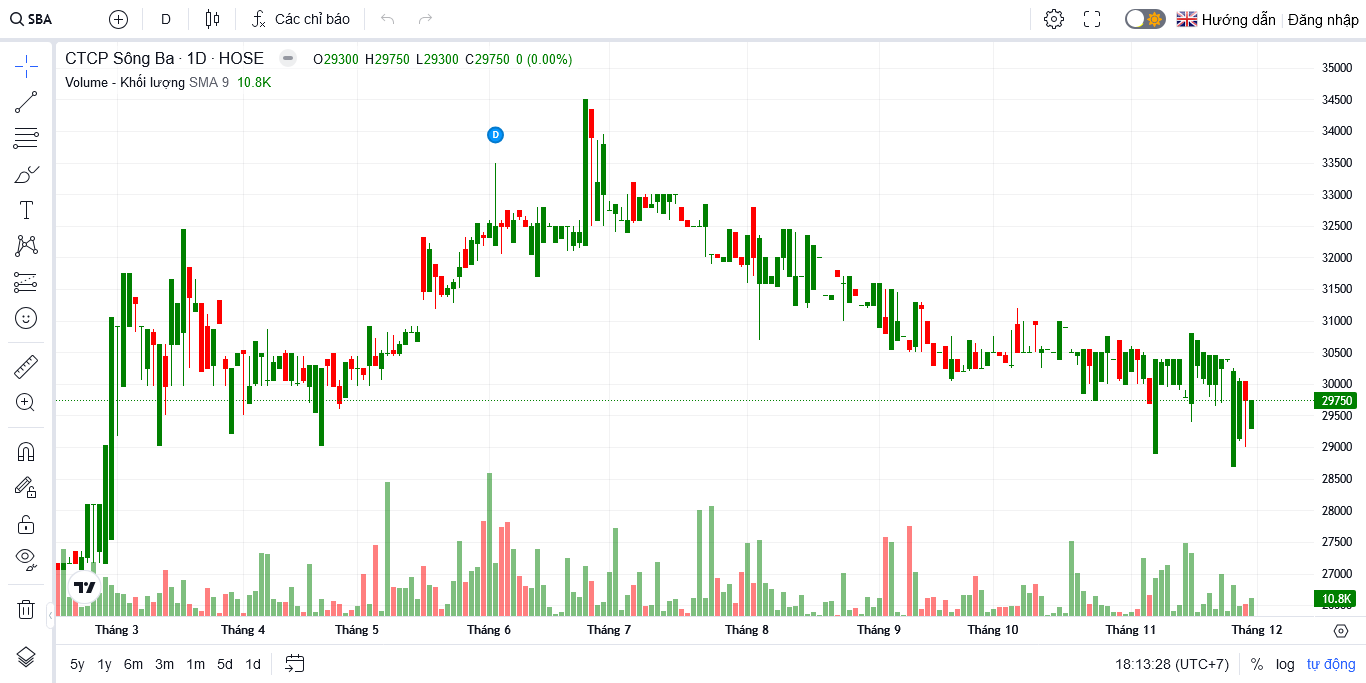 SBA D Các chỉ báo Hướng dẫn Đăng nhập
CTCP Sông Ba · 1D · HOSE O29300 H29750 L29300 C29750 0 (0.00%)
Volume - Khối lượng SMA 9 10.8K
D
35000
34500
34000
33500
33000
32500
32000
31500
31000
30500
30000
29750
29500
29000
28500
28000
27500
27000
10.8K
Tháng 3 Tháng 4 Tháng 5 Tháng 6 Tháng 7 Tháng 8 Tháng 9 Tháng 10 Tháng 11 Tháng 12
5y 1y 6m 3m 1m 5d 1d 18:13:28 (UTC+7) % log tự động